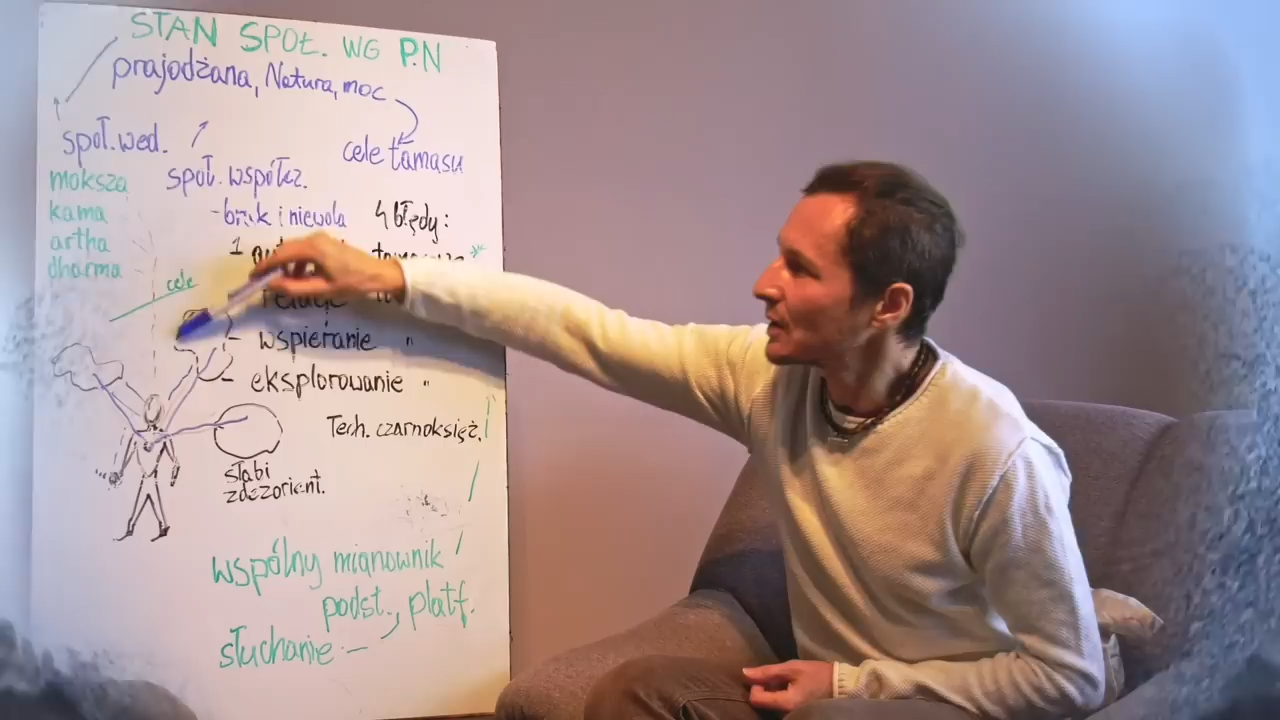 STAN SPOŁ. WG P.N
prajodżana, Natura, moc
społ. wed.
cele tamasu
moksza
kama
artha
dharma
społ. współcz.
- brak i niewola
4 błędy:
1
cele
- wspieranie "
- eksplorowanie "
Tech. czarnoksięż.
słabi
zdezorient.
wspólny mianownik
podst., platf.
słuchanie -